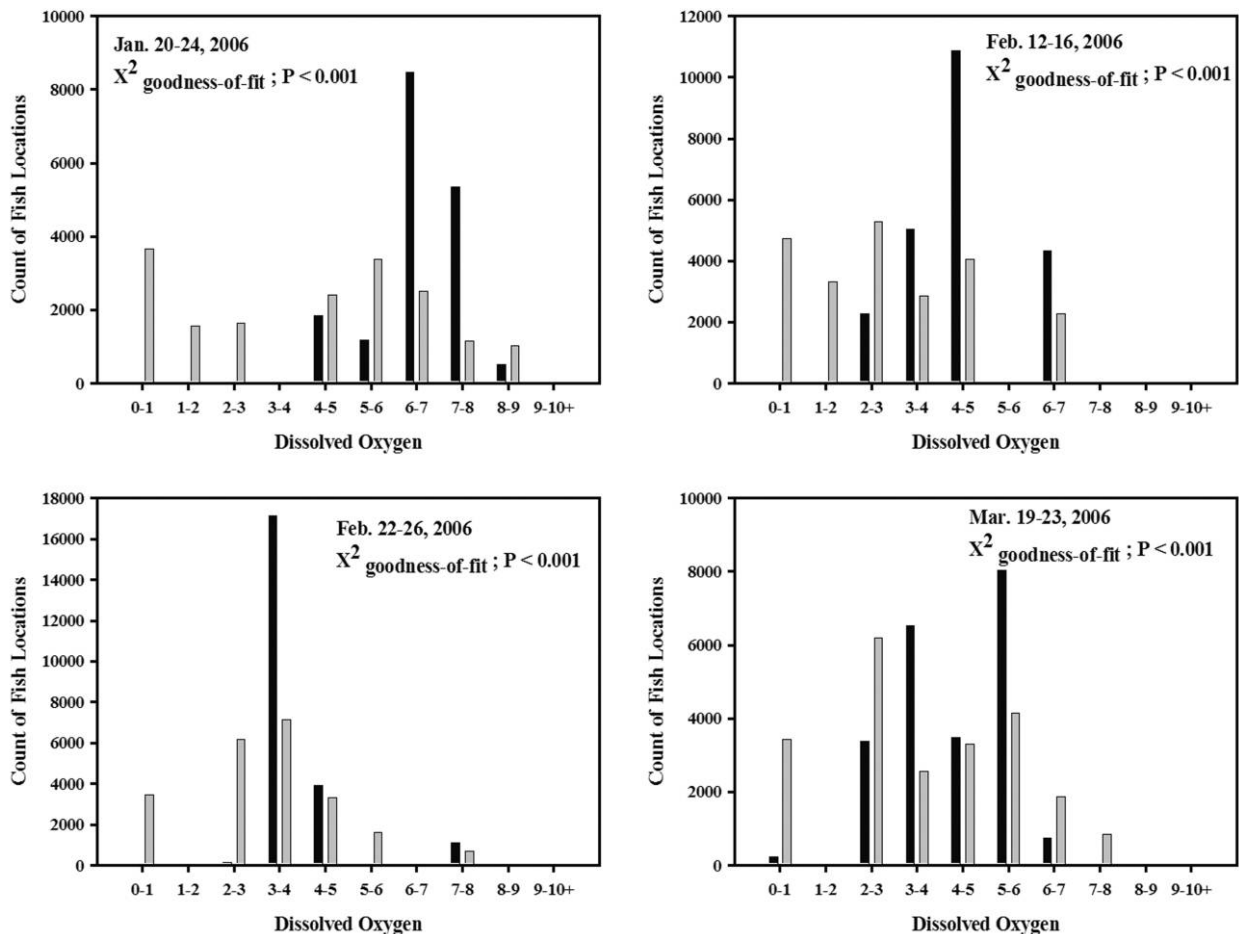 Jan. 20-24, 2006
X² goodness-of-fit ; P < 0.001
Count of Fish Locations
10000
8000
6000
4000
2000
0
0-1 1-2 2-3 3-4 4-5 5-6 6-7 7-8 8-9 9-10+
Dissolved Oxygen
Feb. 12-16, 2006
X² goodness-of-fit ; P < 0.001
Count of Fish Locations
12000
10000
8000
6000
4000
2000
0
0-1 1-2 2-3 3-4 4-5 5-6 6-7 7-8 8-9 9-10+
Dissolved Oxygen
Feb. 22-26, 2006
X² goodness-of-fit ; P < 0.001
Count of Fish Locations
18000
16000
14000
12000
10000
8000
6000
4000
2000
0
0-1 1-2 2-3 3-4 4-5 5-6 6-7 7-8 8-9 9-10+
Dissolved Oxygen
Mar. 19-23, 2006
X² goodness-of-fit ; P < 0.001
Count of Fish Locations
10000
8000
6000
4000
2000
0
0-1 1-2 2-3 3-4 4-5 5-6 6-7 7-8 8-9 9-10+
Dissolved Oxygen